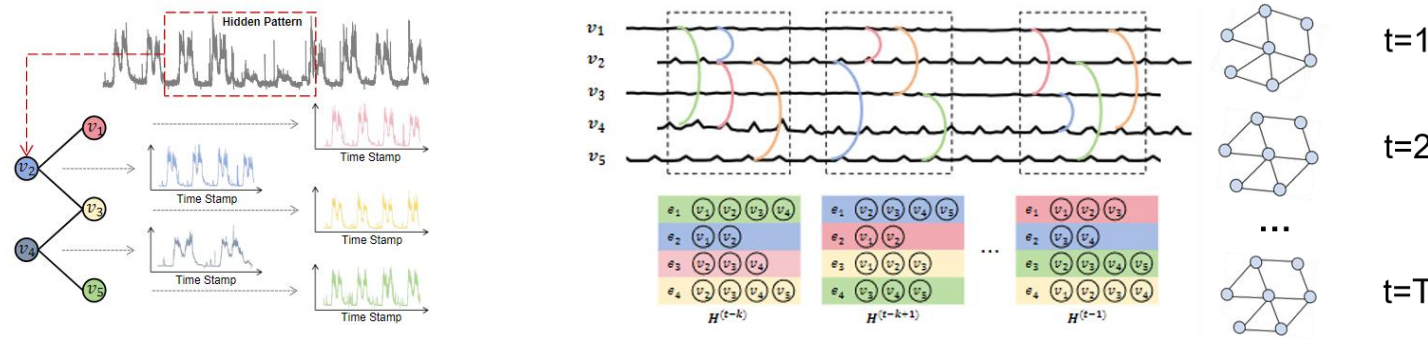 Hidden Pattern
v₁
v₂
v₃
v₄
v₅
Time Stamp
Time Stamp
Time Stamp
Time Stamp
Time Stamp
v₁
v₂
v₃
v₄
v₅
e₁ v₁ v₂ v₃ v₄
e₂ v₁ v₂
e₃ v₂ v₃ v₄
e₄ v₂ v₃ v₄ v₅
H⁽ᵗ⁻ᵏ⁾
e₁ v₂ v₃ v₄ v₅
e₂ v₁ v₂
e₃ v₁ v₂ v₃
e₄ v₃ v₄ v₅
H⁽ᵗ⁻ᵏ⁺¹⁾
...
e₁ v₁ v₂ v₃
e₂ v₃ v₄
e₃ v₂ v₃ v₄ v₅
e₄ v₁ v₂ v₃ v₄
H⁽ᵗ⁻¹⁾
t=1
t=2
...
t=T